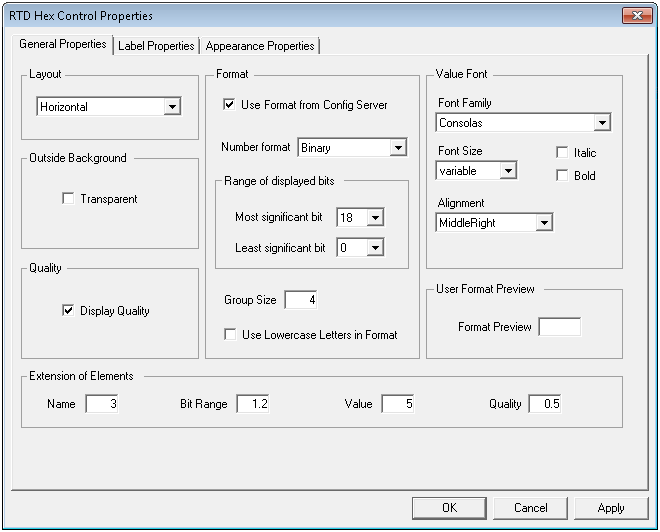 RTD Hex Control Properties
General Properties Label Properties Appearance Properties
Layout
Horizontal
Outside Background
Transparent
Quality
Display Quality
Format
Use Format from Config Server
Number format Binary
Range of displayed bits
Most significant bit 18
Least significant bit 0
Group Size 4
Use Lowercase Letters in Format
Value Font
Font Family
Consolas
Font Size
variable
Italic
Bold
Alignment
MiddleRight
User Format Preview
Format Preview
Extension of Elements
Name 3 Bit Range 1.2 Value 5 Quality 0.5
OK Cancel Apply